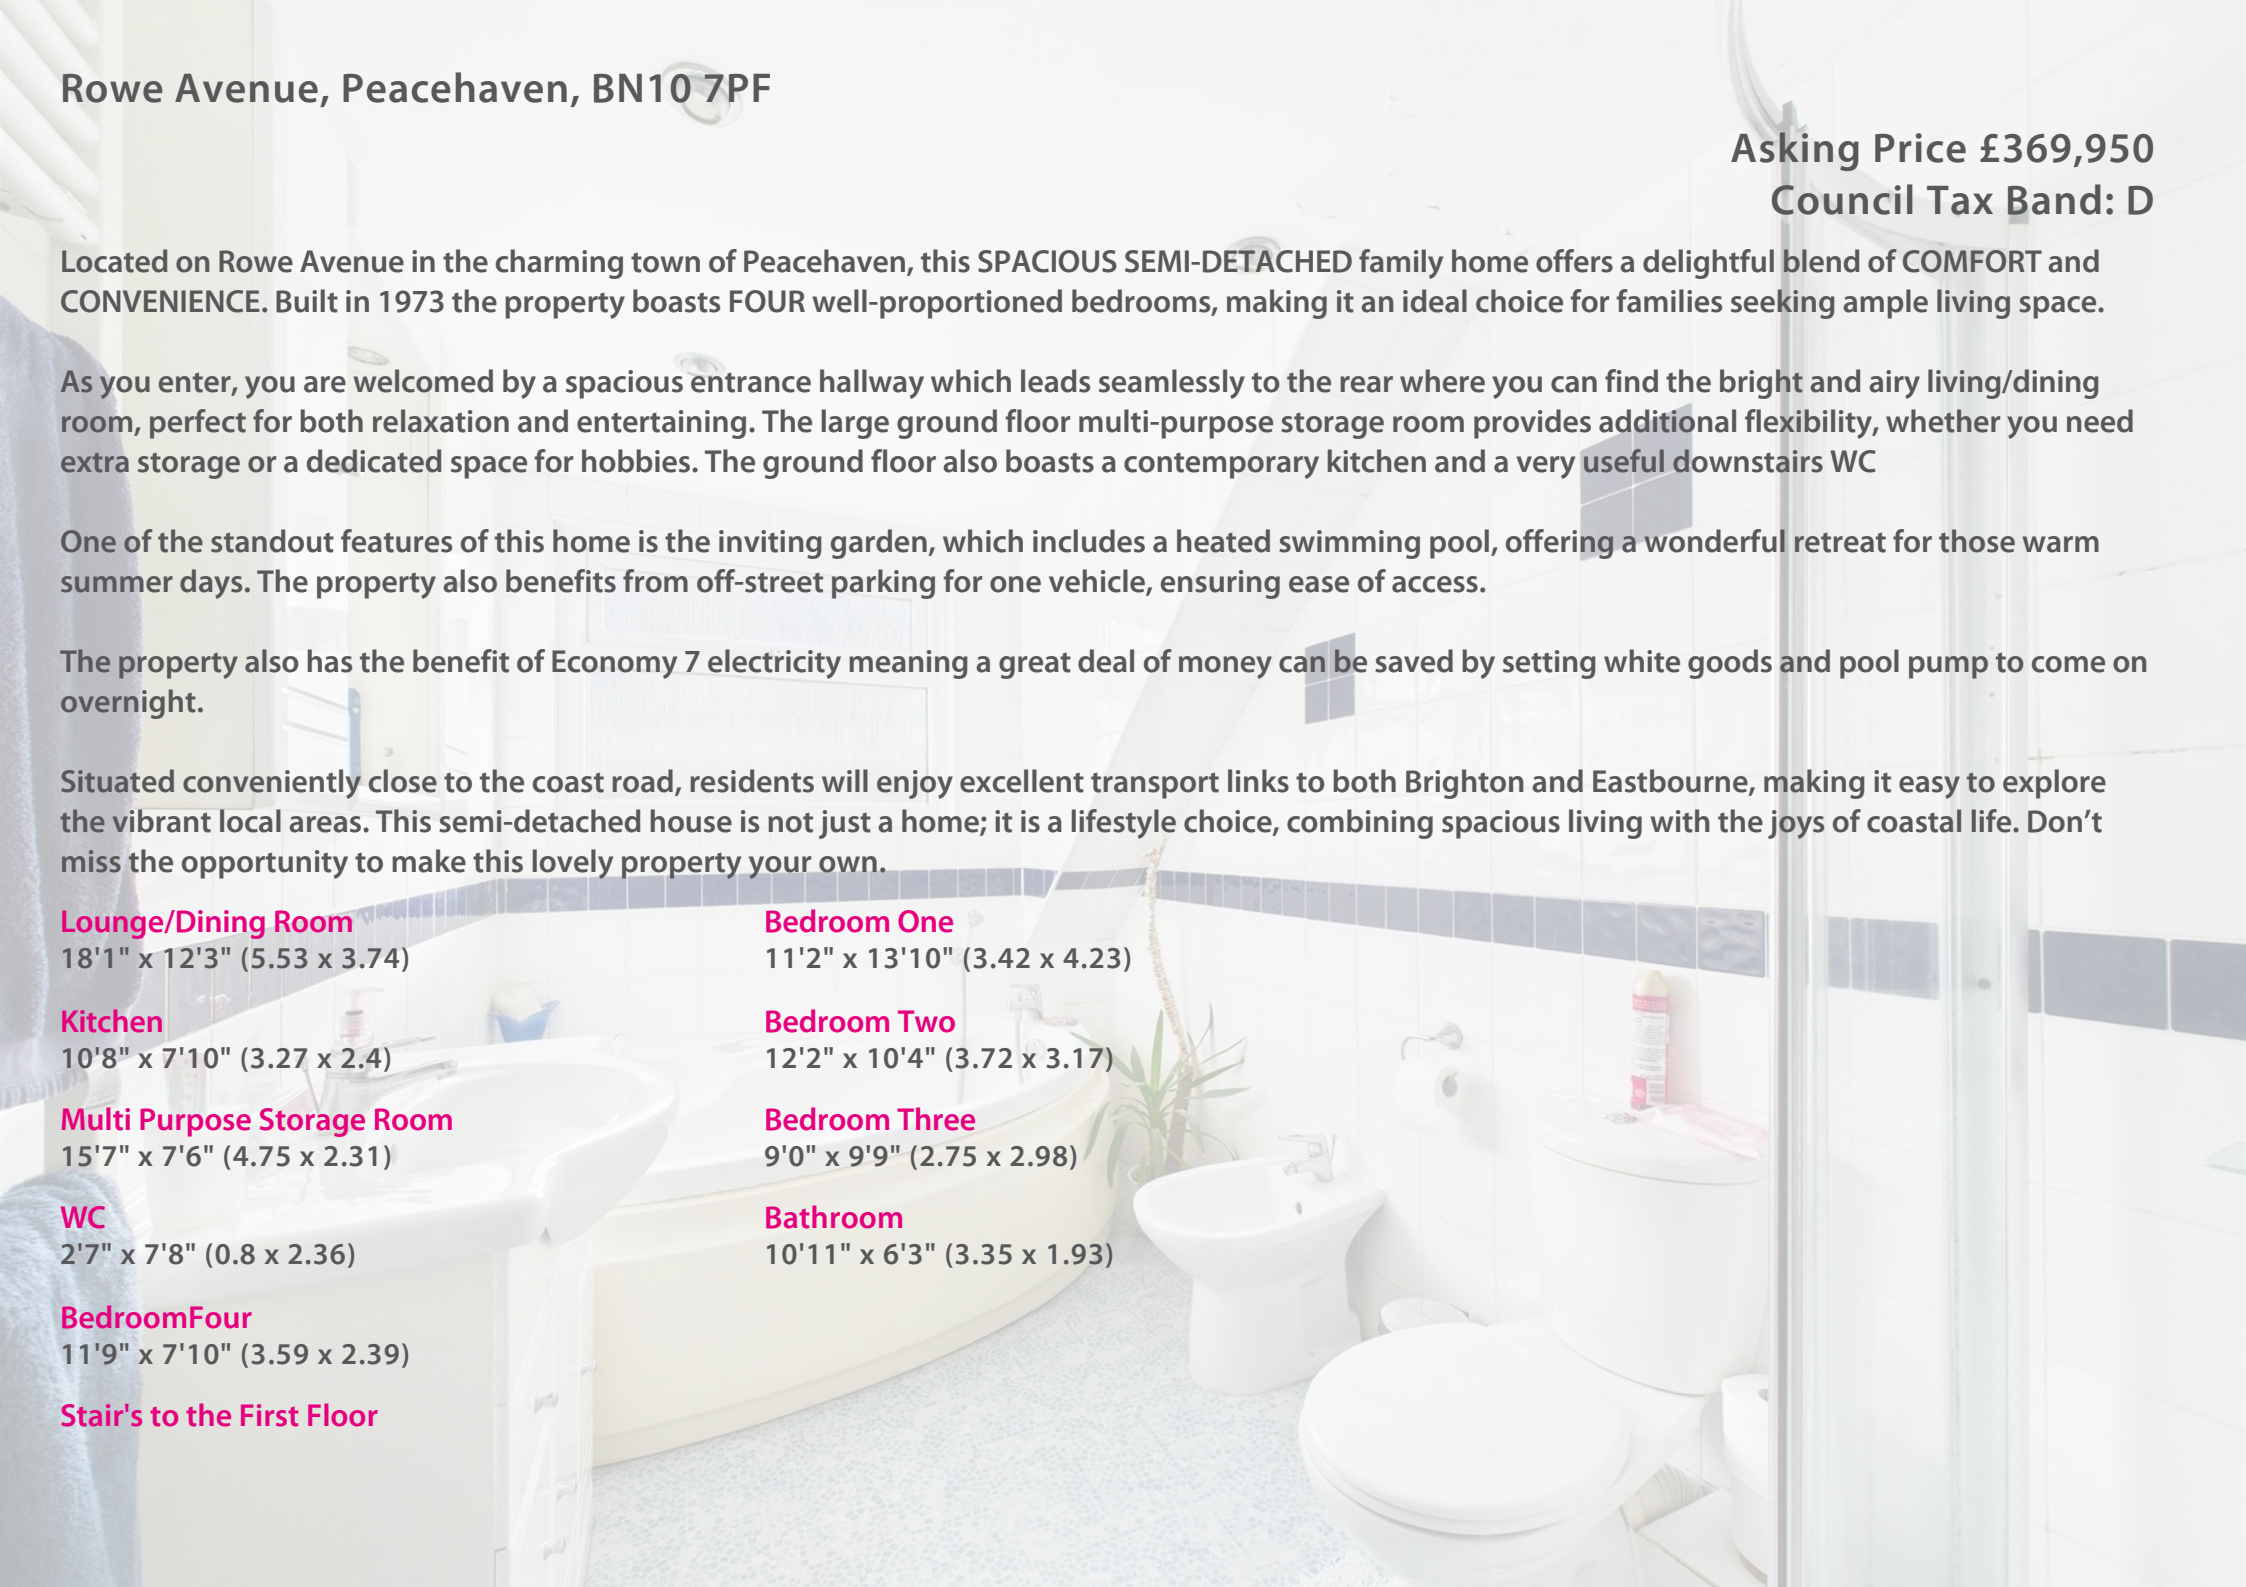 Rowe Avenue, Peacehaven, BN10 7PF
Asking Price £369,950
Council Tax Band: D
Located on Rowe Avenue in the charming town of Peacehaven, this SPACIOUS SEMI-DETACHED family home offers a delightful blend of COMFORT and
CONVENIENCE. Built in 1973 the property boasts FOUR well-proportioned bedrooms, making it an ideal choice for families seeking ample living space.
As you enter, you are welcomed by a spacious entrance hallway which leads seamlessly to the rear where you can find the bright and airy living/dining
room, perfect for both relaxation and entertaining. The large ground floor multi-purpose storage room provides additional flexibility, whether you need
extra storage or a dedicated space for hobbies. The ground floor also boasts a contemporary kitchen and a very useful downstairs WC
One of the standout features of this home is the inviting garden, which includes a heated swimming pool, offering a wonderful retreat for those warm
summer days. The property also benefits from off-street parking for one vehicle, ensuring ease of access.
The property also has the benefit of Economy 7 electricity meaning a great deal of money can be saved by setting white goods and pool pump to come on
overnight.
Situated conveniently close to the coast road, residents will enjoy excellent transport links to both Brighton and Eastbourne, making it easy to explore
the vibrant local areas. This semi-detached house is not just a home; it is a lifestyle choice, combining spacious living with the joys of coastal life. Don’t
miss the opportunity to make this lovely property your own.
Lounge/Dining Room
18'1" x 12'3" (5.53 x 3.74)
Kitchen
10'8" x 7'10" (3.27 x 2.4)
Multi Purpose Storage Room
15'7" x 7'6" (4.75 x 2.31)
WC
2'7" x 7'8" (0.8 x 2.36)
BedroomFour
11'9" x 7'10" (3.59 x 2.39)
Stair's to the First Floor
Bedroom One
11'2" x 13'10" (3.42 x 4.23)
Bedroom Two
12'2" x 10'4" (3.72 x 3.17)
Bedroom Three
9'0" x 9'9" (2.75 x 2.98)
Bathroom
10'11" x 6'3" (3.35 x 1.93)